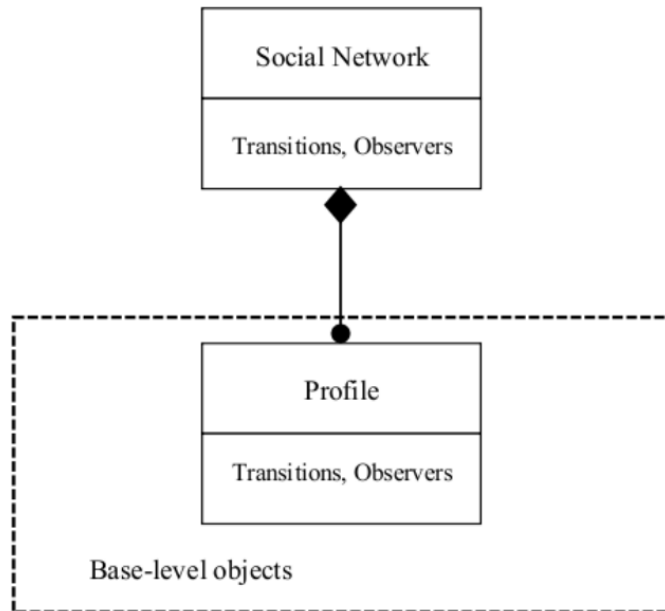 Social Network
Transitions, Observers
Profile
Transitions, Observers
Base-level objects